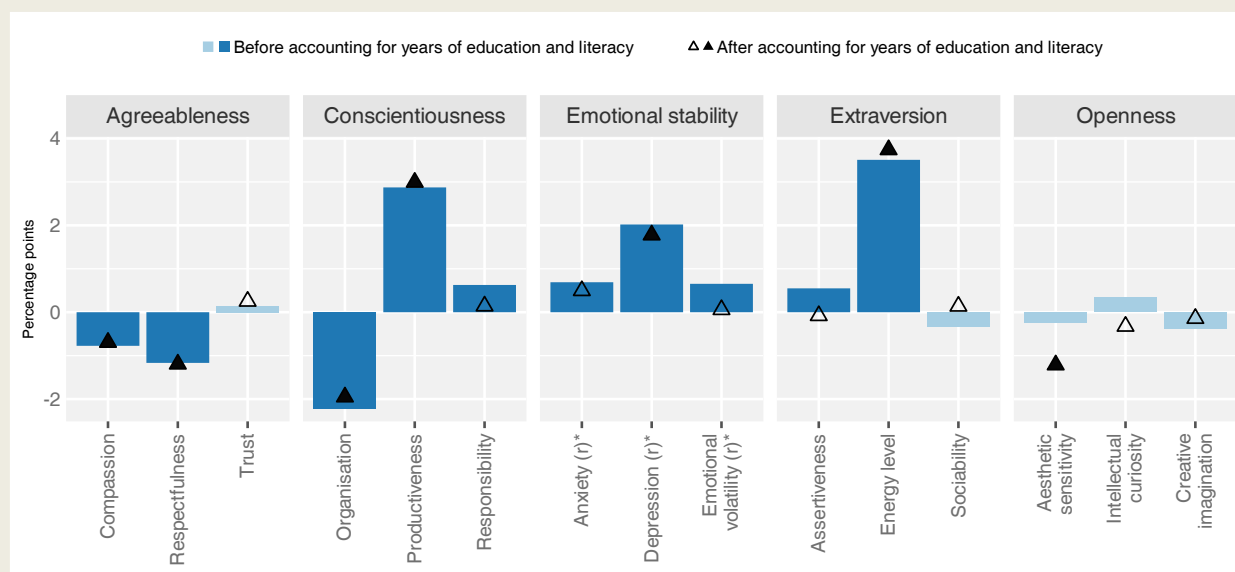 Before accounting for years of education and literacy
After accounting for years of education and literacy
Agreeableness
Conscientiousness
Emotional stability
Extraversion
Openness
Percentage points
4
2
0
-2
Compassion
Respectfulness
Trust
Organisation
Productiveness
Responsibility
Anxiety (r)*
Depression (r)*
Emotional
volatility (r)*
Assertiveness
Energy level
Sociability
Aesthetic
sensitivity
Intellectual
curiosity
Creative
imagination